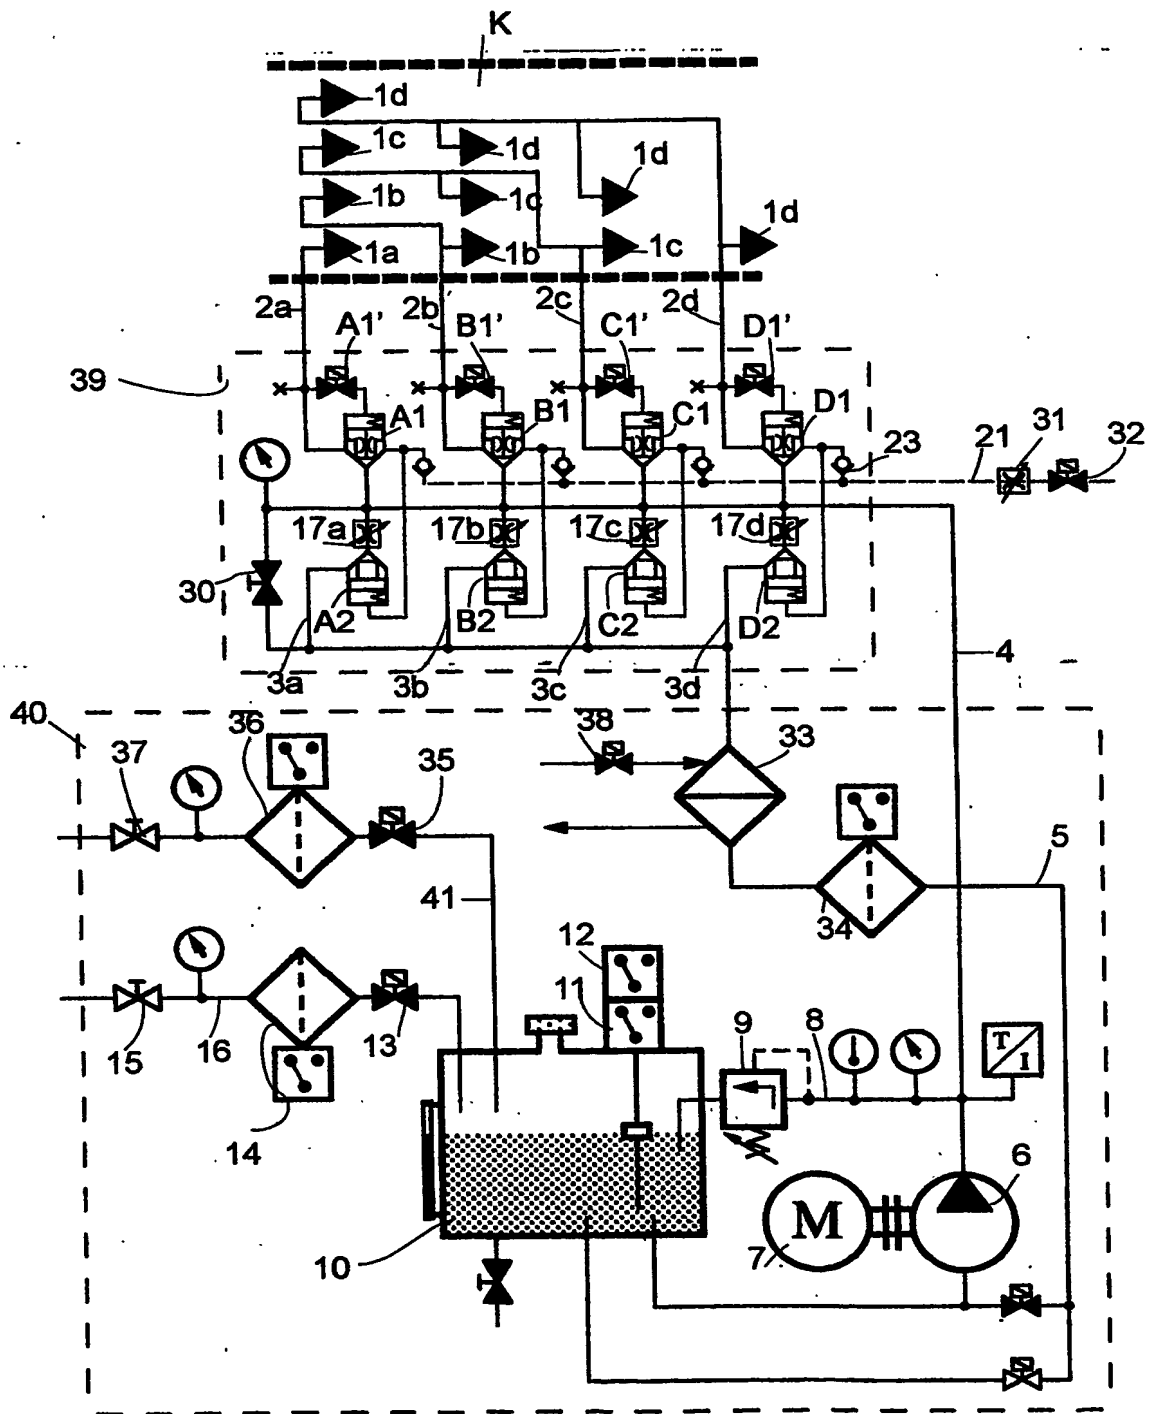 K
1d
1c 1d 1d
1b 1c 1d
1a 1b 1c
2a 2b' 2c 2d
A1' B1' C1' D1'
39
A1 B1 C1 D1 31 32
23 21
17a 17b 17c 17d
30
A2 B2 C2 D2
3a 3b 3c 3d 4
40 36 38 33
37 35
5
41 34
12
11 9 8
15 16 13 T
I
14 6
M
7
10